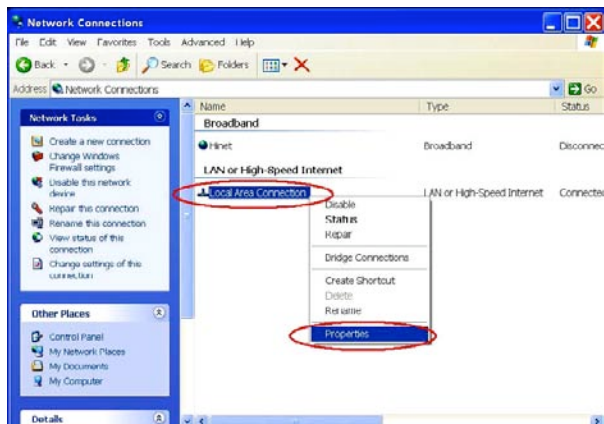 Network Connections
File Edit View Favorites Tools Advanced Help
Back Search Folders
Address Network Connections Go
Name Type Status
Network Tasks
Create a new connection
Change Windows
Firewall settings
Disable this network
device
Repair this connection
Rename this connection
View status of this
connection
Change settings of this
connection
Other Places
Control Panel
My Network Places
My Documents
My Computer
Details
Broadband
Hinet Broadband Disconnec
LAN or High-Speed Internet
Local Area Connection LAN or High-Speed Internet Connected
Disable
Status
Repair
Bridge Connections
Create Shortcut
Delete
Rename
Properties